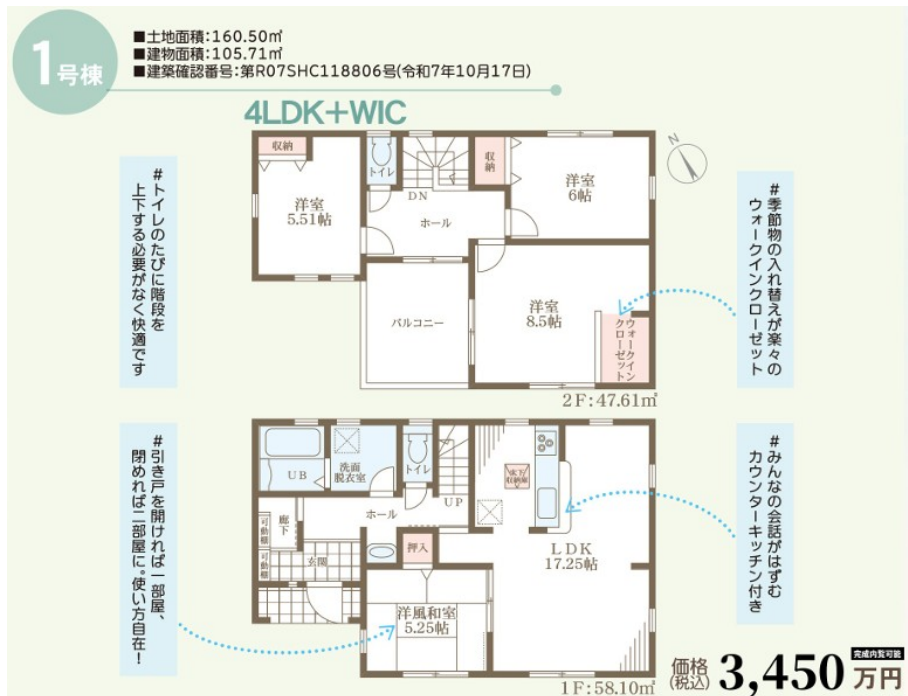 1号棟
■土地面積:160.50㎡
■建物面積:105.71㎡
■建築確認番号:第R07SHC118806号(令和7年10月17日)
4LDK+WIC
#トイレのたびに階段を
上下する必要がなく快適です
収納
洋室
5.51帖
トイレ
DN
ホール
収納
洋室
6帖
N
バルコニー
洋室
8.5帖
ウォークイン
クローゼット
#季節物の入れ替えが楽々の
ウォークインクローゼット
2F:47.61㎡
#引き戸を開ければ一部屋、
閉めれば二部屋に。使い方自在!
UB
洗面
脱衣室
トイレ
UP
床下
収納庫
ホール
廊下
可動棚
可動棚
玄関
押入
LDK
17.25帖
洋風和室
5.25帖
#みんなの会話がはずむ
カウンターキッチン付き
1F:58.10㎡
価格
(税込)
3,450万円
完成内覧可能